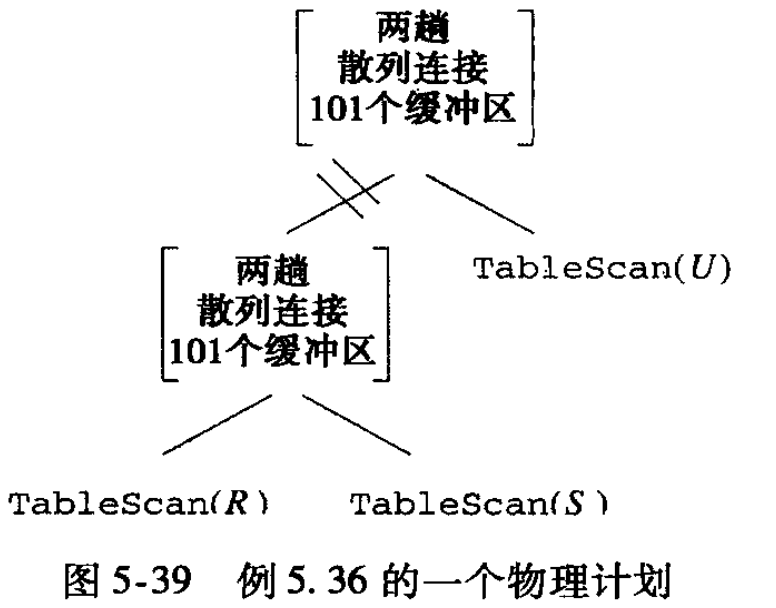 两趟
散列连接
101个缓冲区
TableScan(U)
两趟
散列连接
101个缓冲区
TableScan(R)
TableScan(S)
图 5-39 例 5.36 的一个物理计划